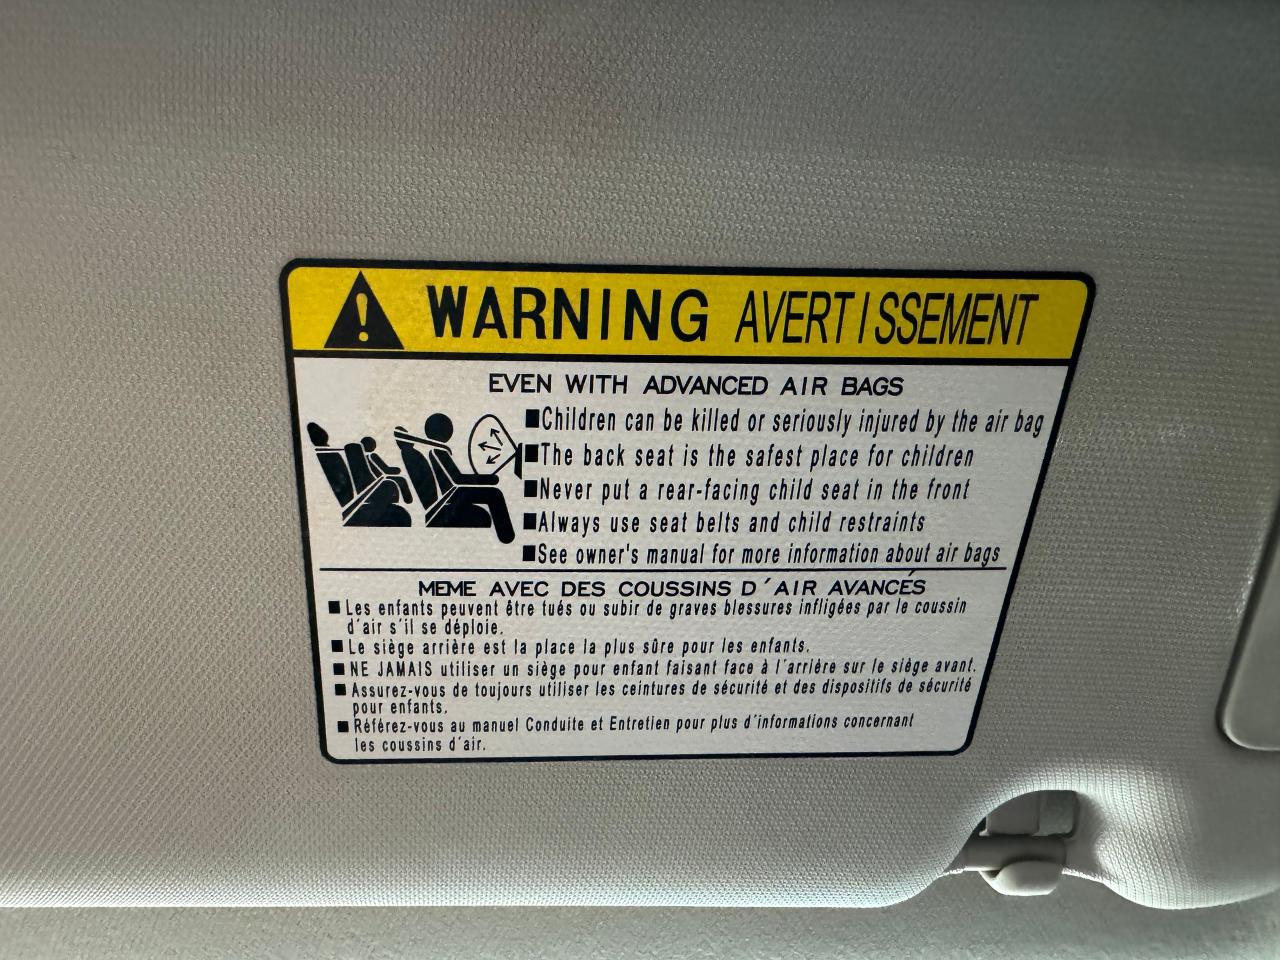 WARNING AVERTISSEMENT
EVEN WITH ADVANCED AIR BAGS
■Children can be killed or seriously injured by the air bag
■The back seat is the safest place for children
■Never put a rear-facing child seat in the front
■Always use seat belts and child restraints
■See owner's manual for more information about air bags
MEME AVEC DES COUSSINS D'AIR AVANCÉS
■ Les enfants peuvent être tués ou subir de graves blessures infligées par le coussin
d'air s'il se déploie.
■ Le siège arrière est la place la plus sûre pour les enfants.
■ NE JAMAIS utiliser un siège pour enfant faisant face à l'arrière sur le siège avant.
■ Assurez-vous de toujours utiliser les ceintures de sécurité et des dispositifs de sécurité
pour enfants.
■ Référez-vous au manuel Conduite et Entretien pour plus d'informations concernant
les coussins d'air.